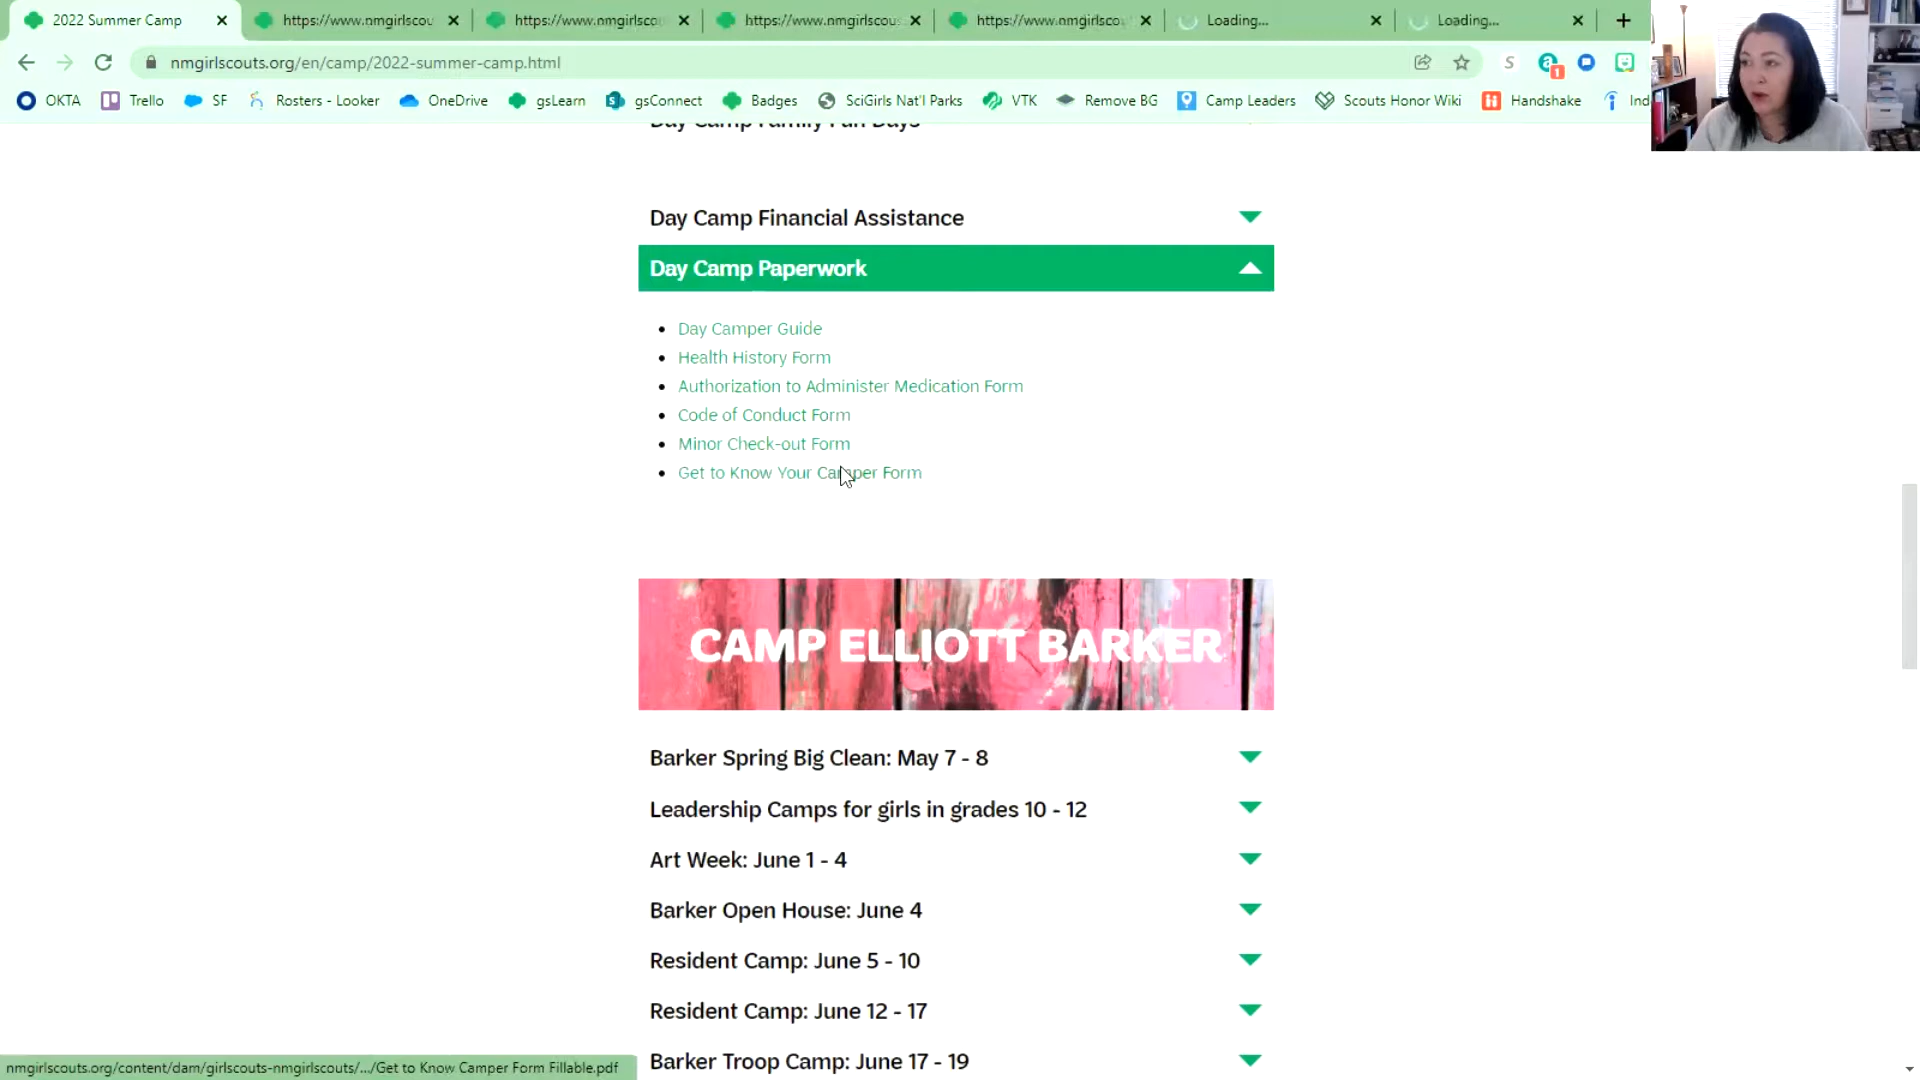 2022 Summer Camp
https://www.nmgirlscou
https://www.nmgirlsco
https://www.nmgirlscous
https://www.nmgirlscou
Loading...
Loading...
nmgirlscouts.org/en/camp/2022-summer-camp.html
OKTA Trello SF Rosters - Looker OneDrive gsLearn gsConnect Badges SciGirls Nat'l Parks VTK Remove BG Camp Leaders Scouts Honor Wiki Handshake Ind
Day Camp Family Fun Days
Day Camp Financial Assistance
Day Camp Paperwork
Day Camper Guide
Health History Form
Authorization to Administer Medication Form
Code of Conduct Form
Minor Check-out Form
Get to Know Your Camper Form
CAMP ELLIOTT BARKER
Barker Spring Big Clean: May 7 - 8
Leadership Camps for girls in grades 10 - 12
Art Week: June 1 - 4
Barker Open House: June 4
Resident Camp: June 5 - 10
Resident Camp: June 12 - 17
Barker Troop Camp: June 17 - 19
nmgirlscouts.org/content/dam/girlscouts-nmgirlscouts/.../Get to Know Camper Form Fillable.pdf